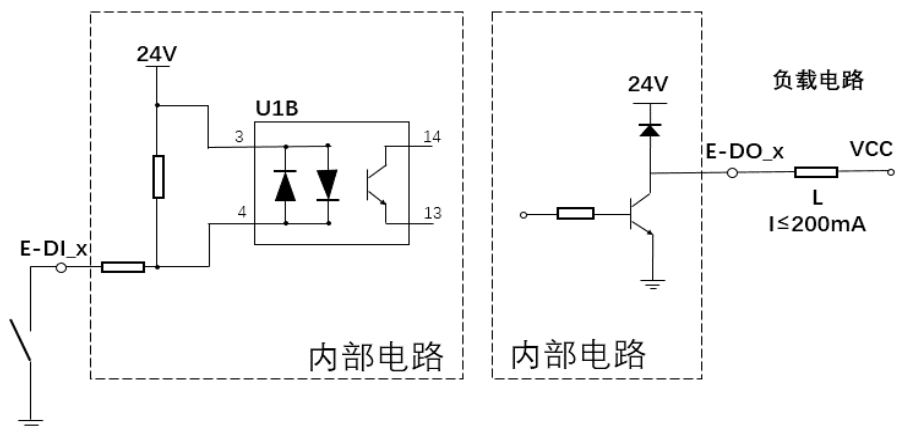 24V
U1B
3
14
4
13
E-DI_x
内部电路
24V
负载电路
E-DO_x
VCC
L
I≤200mA
内部电路